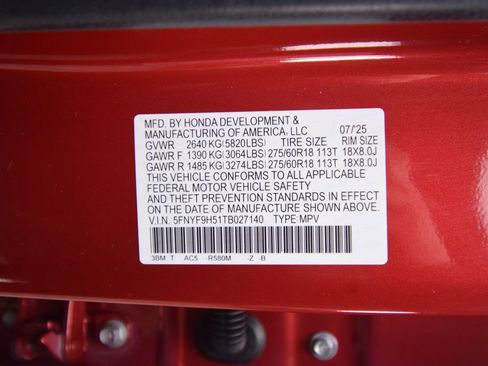 MFD. BY HONDA DEVELOPMENT &
MANUFACTURING OF AMERICA, LLC 07/'25
GVWR 2640 KG(5820LBS) TIRE SIZE RIM SIZE
GAWR F 1390 KG(3064LBS) 275/60R18 113T 18X8.0J
GAWR R 1485 KG(3274LBS) 275/60R18 113T 18X8.0J
THIS VEHICLE CONFORMS TO ALL APPLICABLE
FEDERAL MOTOR VEHICLE SAFETY
AND THEFT PREVENTION STANDARDS IN EFFECT
ON THE DATE OF MANUFACTURE SHOWN ABOVE.
V.I.N. 5FNYF9H51TB027140 TYPE:MPV
3BM T AC5 R580M -Z -B